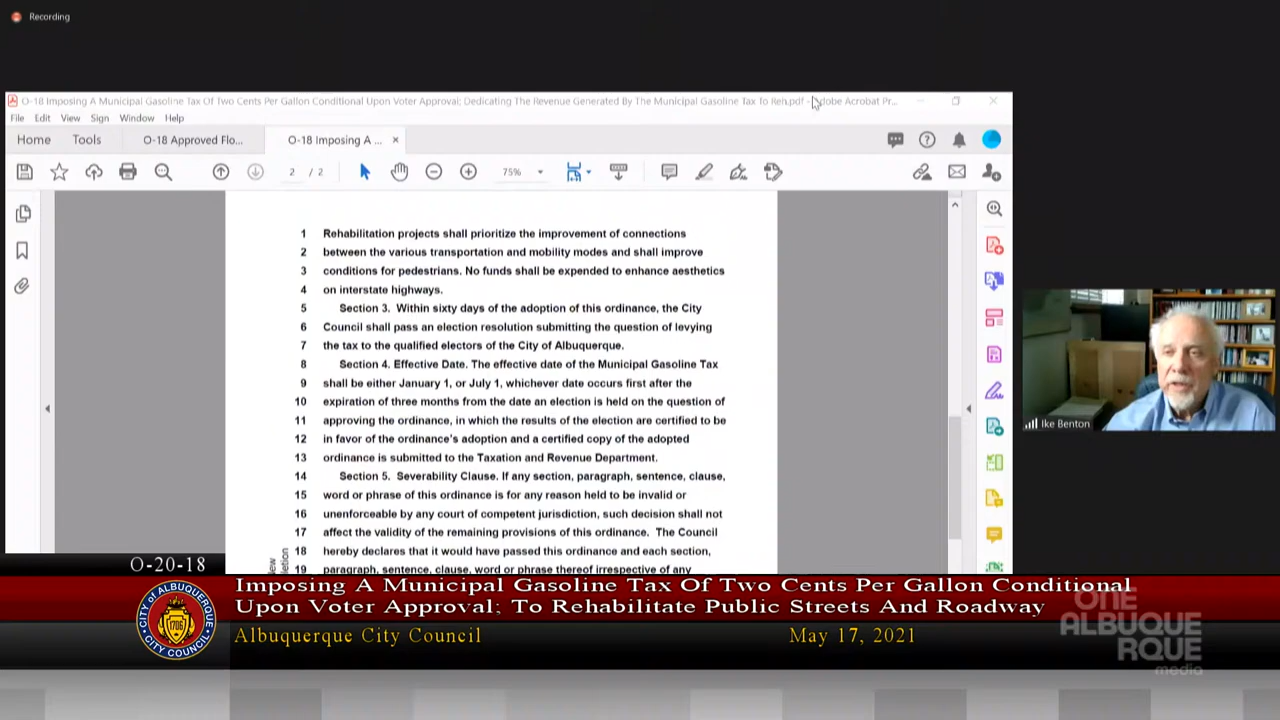 Recording
O-18 Imposing A Municipal Gasoline Tax Of Two Cents Per Gallon Conditional Upon Voter Approval; Dedicating The Revenue Generated By The Municipal Gasoline Tax To Reh.pdf - Adobe Acrobat Pr...
File Edit View Sign Window Help
Home Tools O-18 Approved Flo... O-18 Imposing A ...
2 / 2 75%
1 Rehabilitation projects shall prioritize the improvement of connections
2 between the various transportation and mobility modes and shall improve
3 conditions for pedestrians. No funds shall be expended to enhance aesthetics
4 on interstate highways.
5 Section 3. Within sixty days of the adoption of this ordinance, the City
6 Council shall pass an election resolution submitting the question of levying
7 the tax to the qualified electors of the City of Albuquerque.
8 Section 4. Effective Date. The effective date of the Municipal Gasoline Tax
9 shall be either January 1, or July 1, whichever date occurs first after the
10 expiration of three months from the date an election is held on the question of
11 approving the ordinance, in which the results of the election are certified to be
12 in favor of the ordinance's adoption and a certified copy of the adopted
13 ordinance is submitted to the Taxation and Revenue Department.
14 Section 5. Severability Clause. If any section, paragraph, sentence, clause,
15 word or phrase of this ordinance is for any reason held to be invalid or
16 unenforceable by any court of competent jurisdiction, such decision shall not
17 affect the validity of the remaining provisions of this ordinance. The Council
18 hereby declares that it would have passed this ordinance and each section,
19 paragraph, sentence, clause, word or phrase thereof irrespective of any
Ike Benton
O-20-18
Imposing A Municipal Gasoline Tax Of Two Cents Per Gallon Conditional
Upon Voter Approval; To Rehabilitate Public Streets And Roadway
Albuquerque City Council May 17, 2021
CITY OF ALBUQUERQUE
1706
CITY COUNCIL
ONE
ALBUQUE
RQUE
media